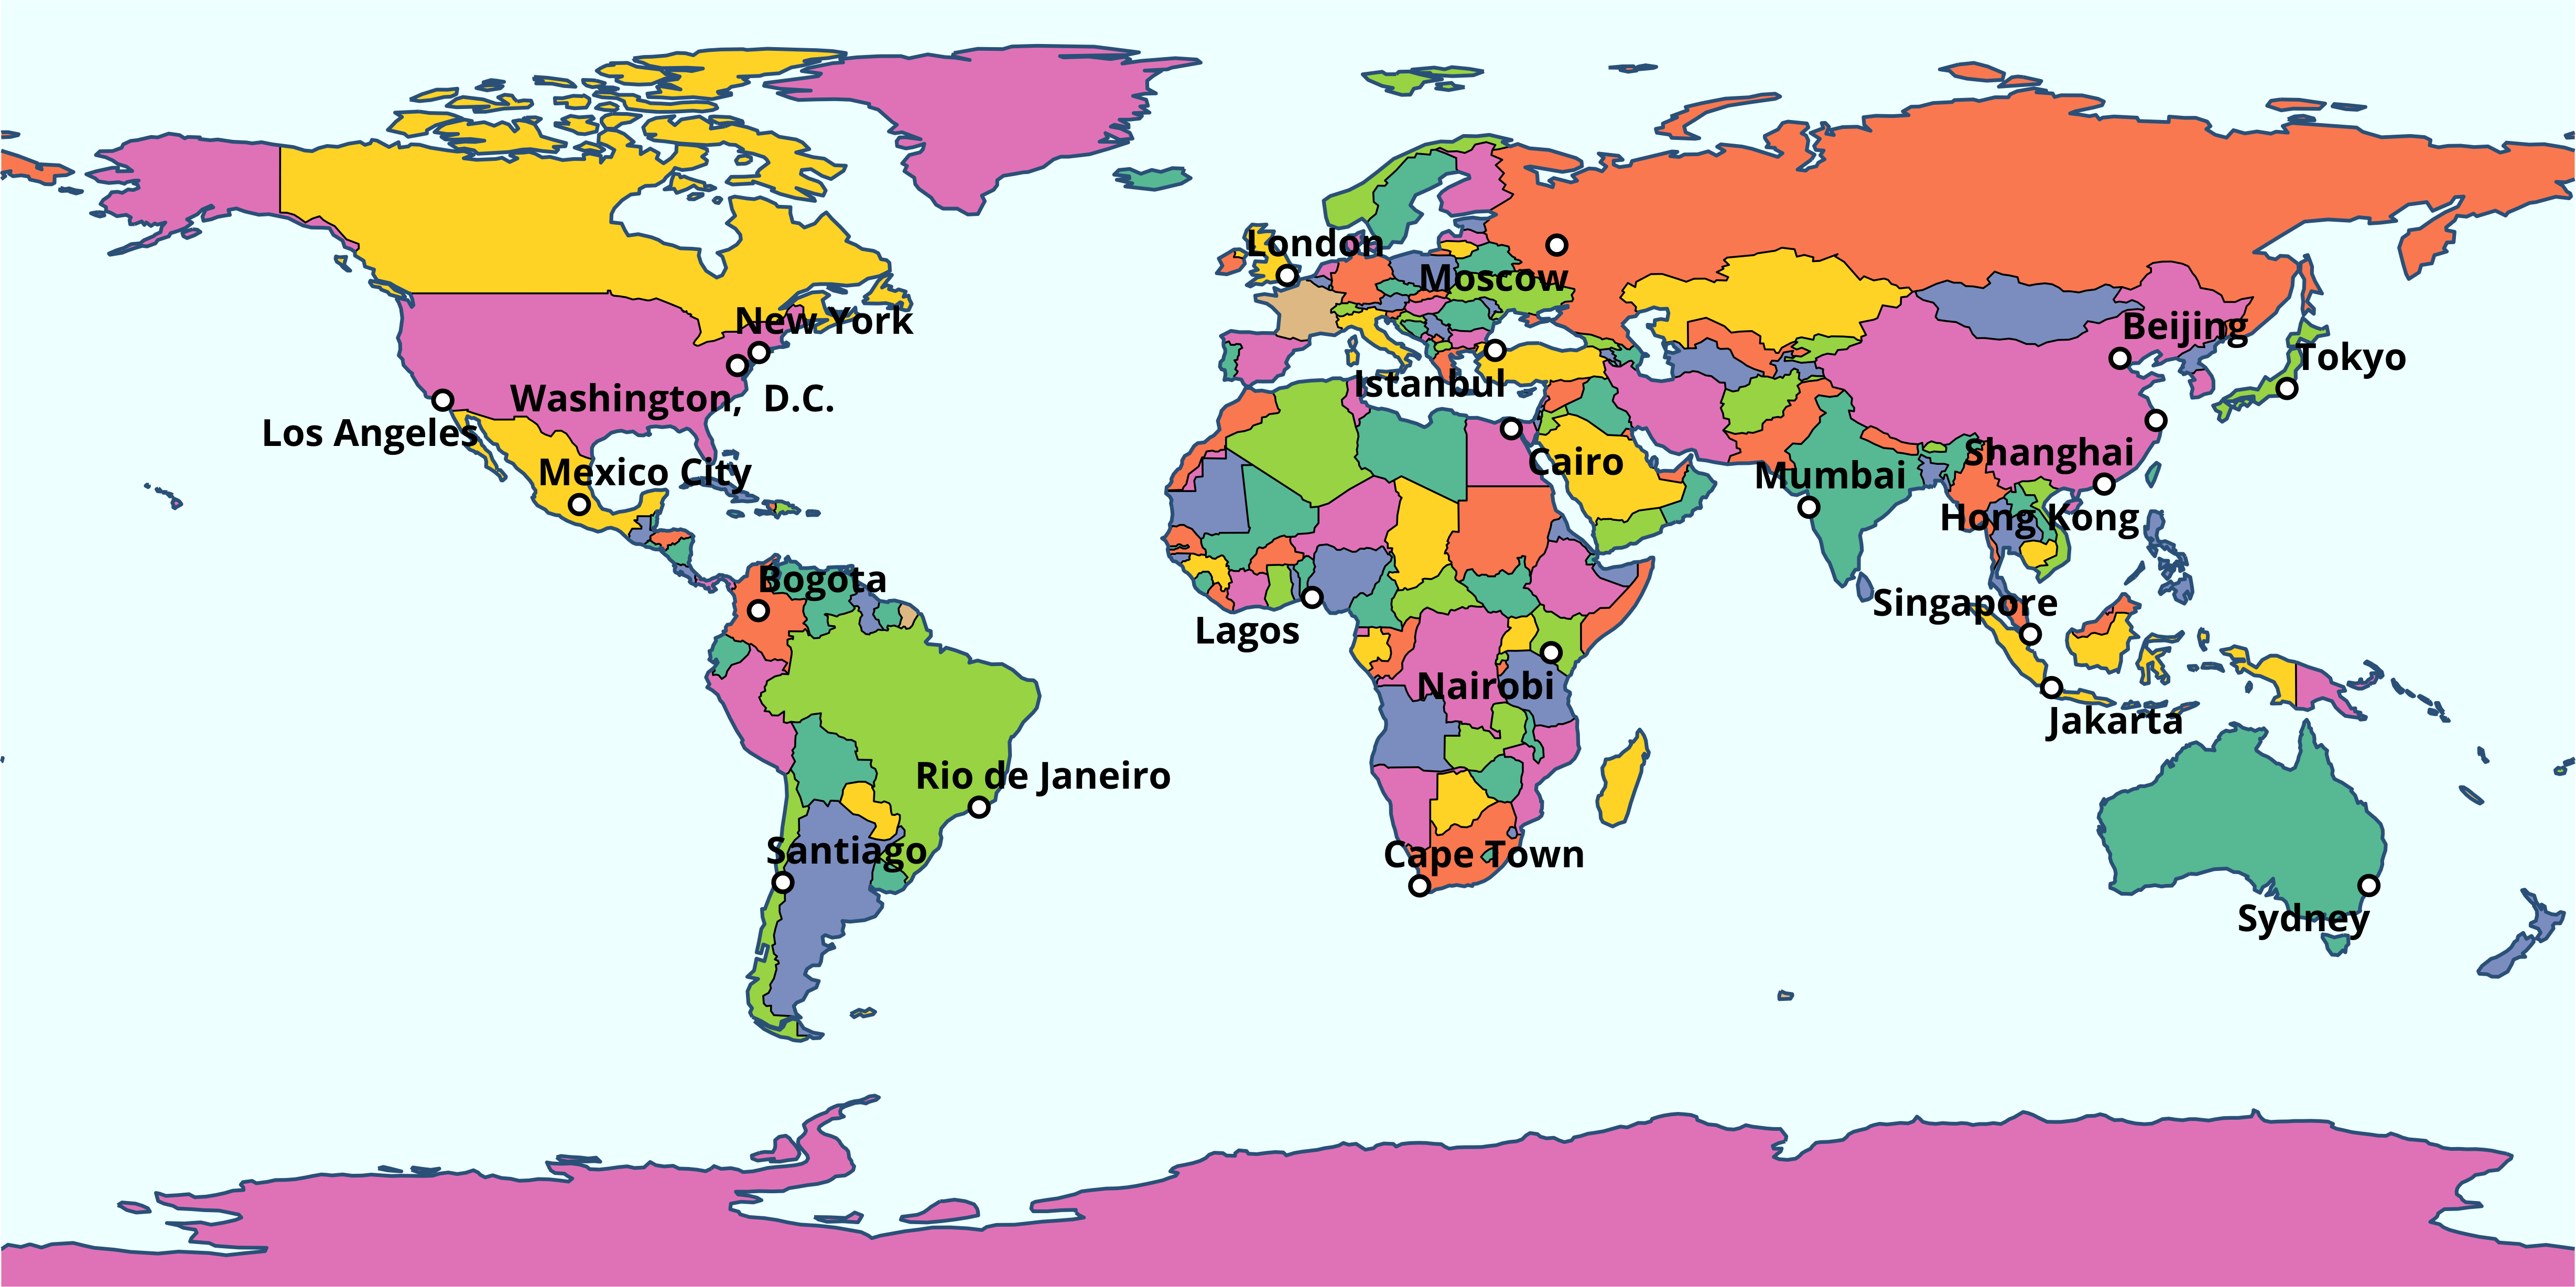 London
Moscow
New York
Beijing
Tokyo
Istanbul
Washington, D.C.
Los Angeles
Shanghai
Cairo
Mexico City
Mumbai
Hong Kong
Bogota
Singapore
Lagos
Nairobi
Jakarta
Rio de Janeiro
Santiago
Cape Town
Sydney